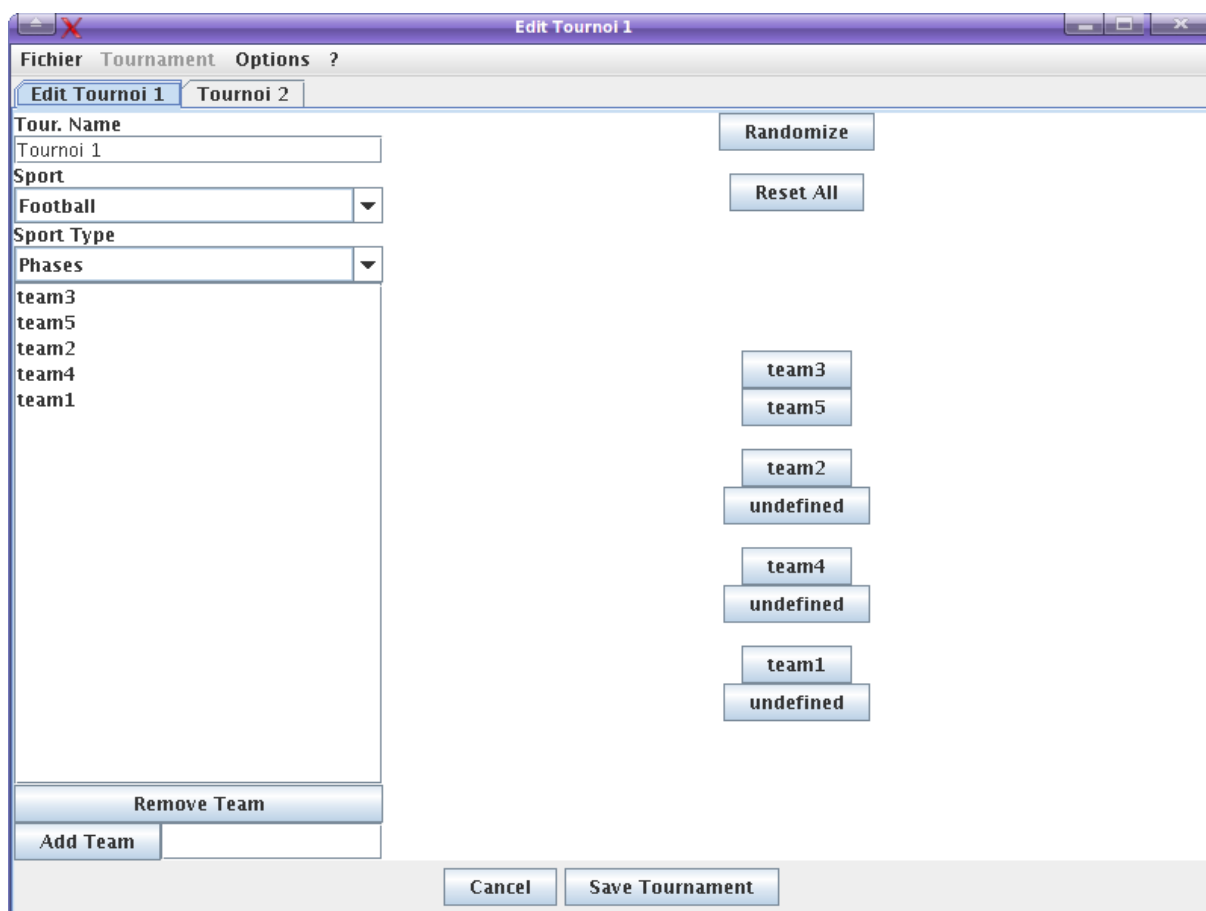 Edit Tournoi 1
Fichier Tournament Options ?
Edit Tournoi 1 Tournoi 2
Tour. Name
Tournoi 1
Sport
Football
Sport Type
Phases
team3
team5
team2
team4
team1
Remove Team
Add Team
Randomize
Reset All
team3
team5
team2
undefined
team4
undefined
team1
undefined
Cancel Save Tournament